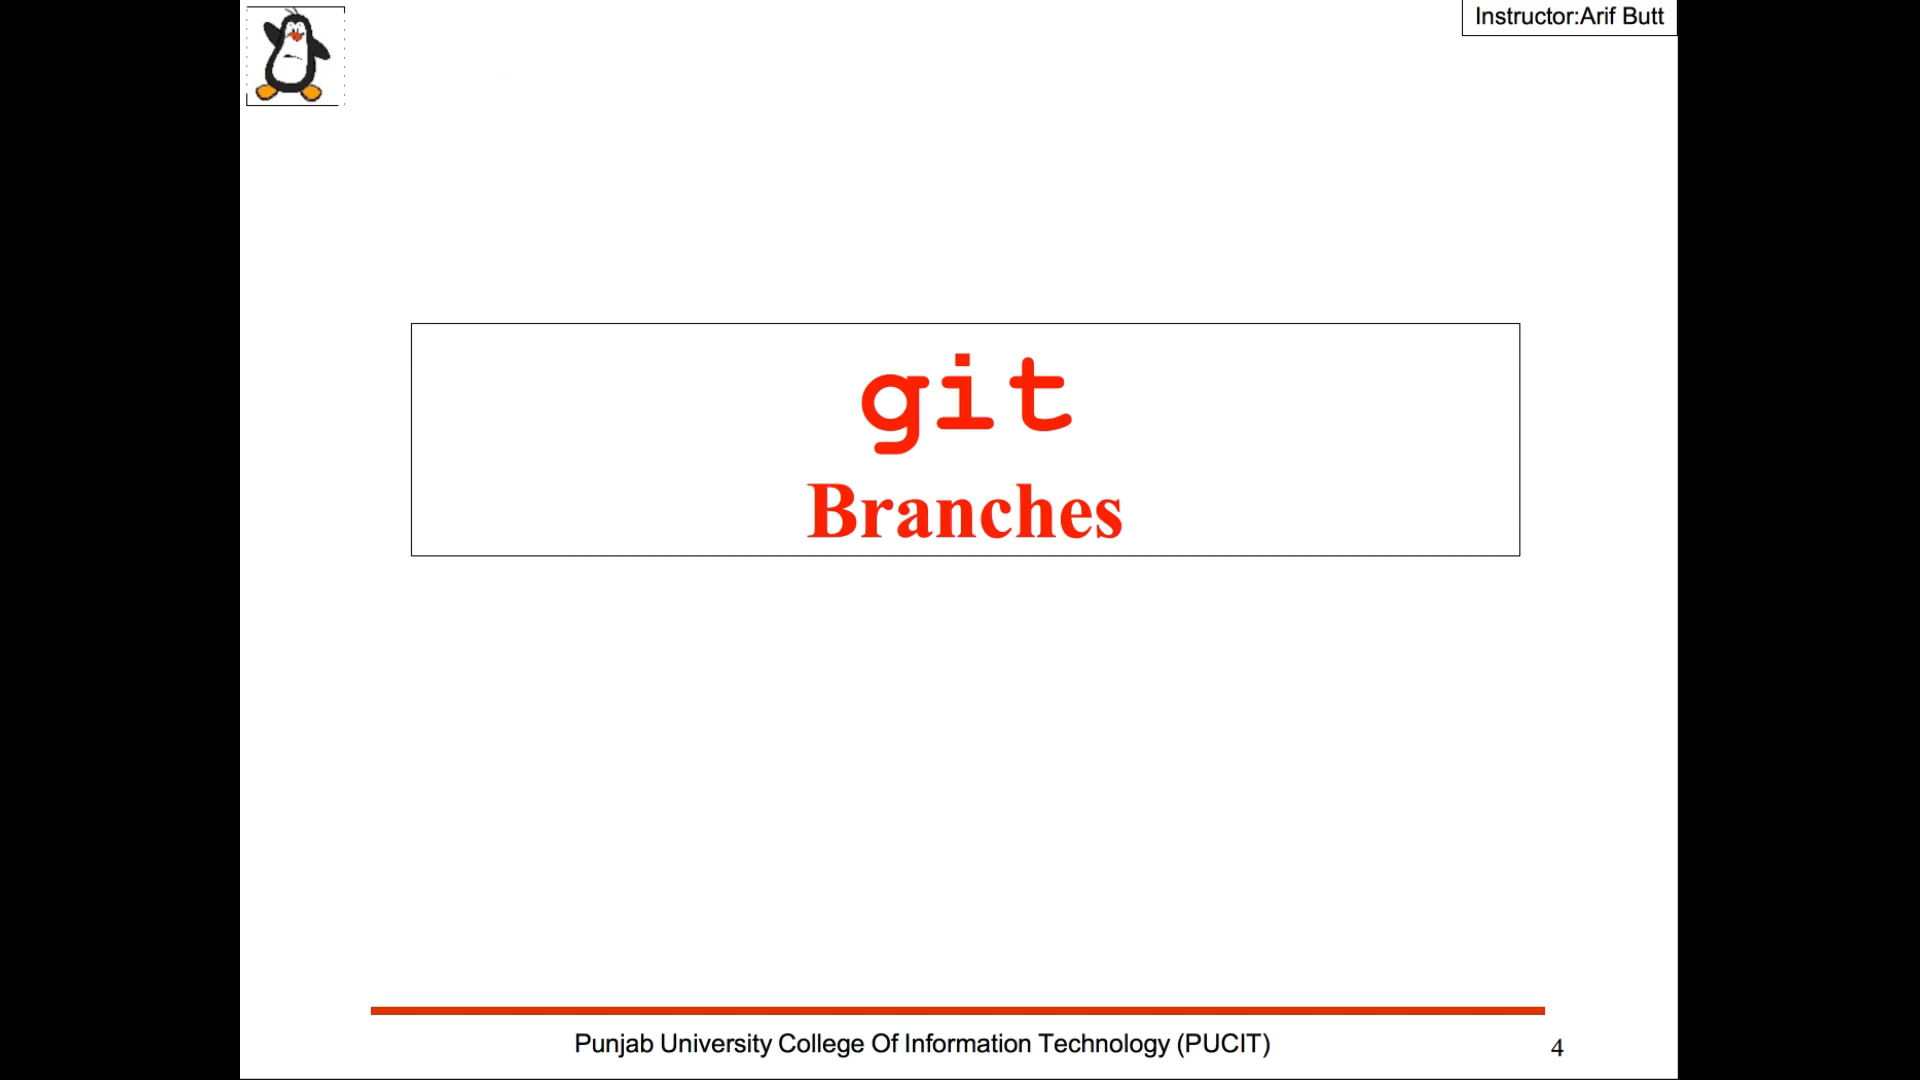 Instructor:Arif Butt
git
Branches
Punjab University College Of Information Technology (PUCIT)
4